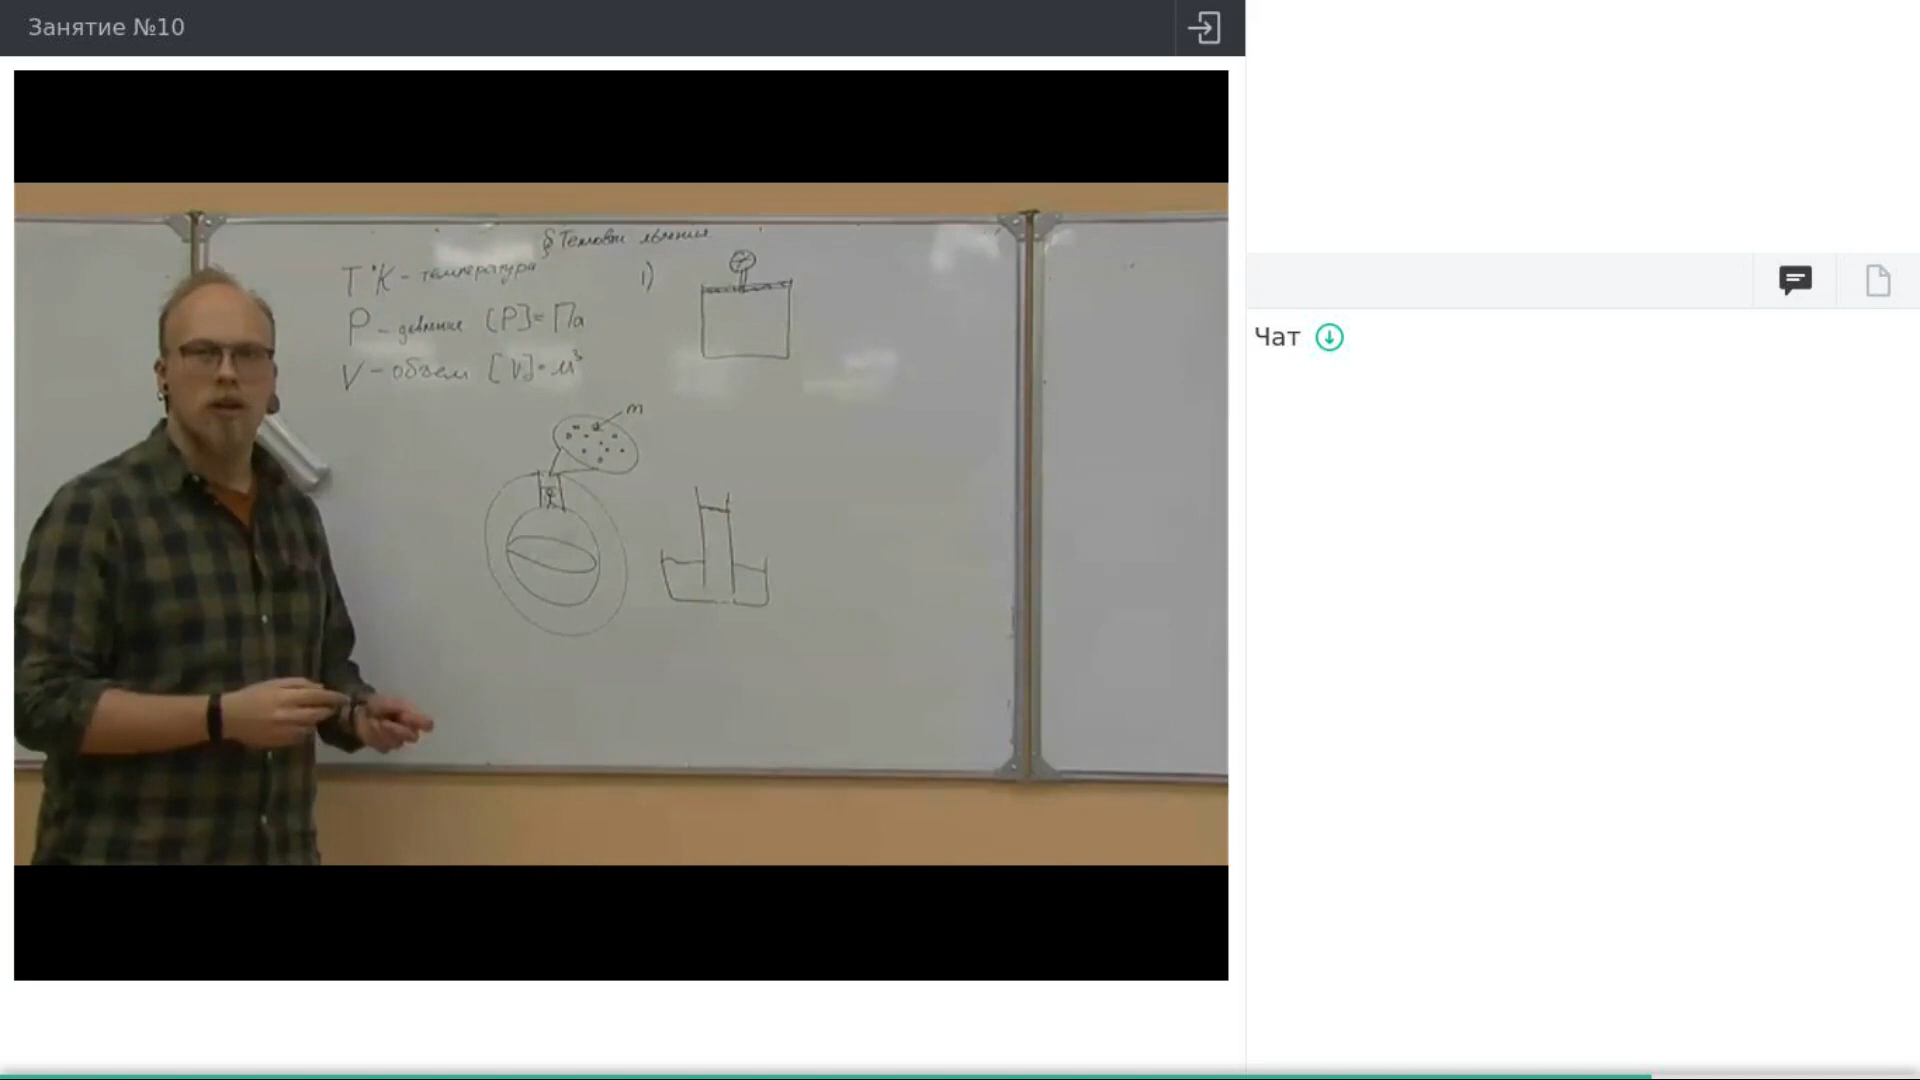 Занятие №10
§ Тепловые явления
T °K - температура
1)
P - давление [P] = Па
V - объем [V] = м³
m
Чат